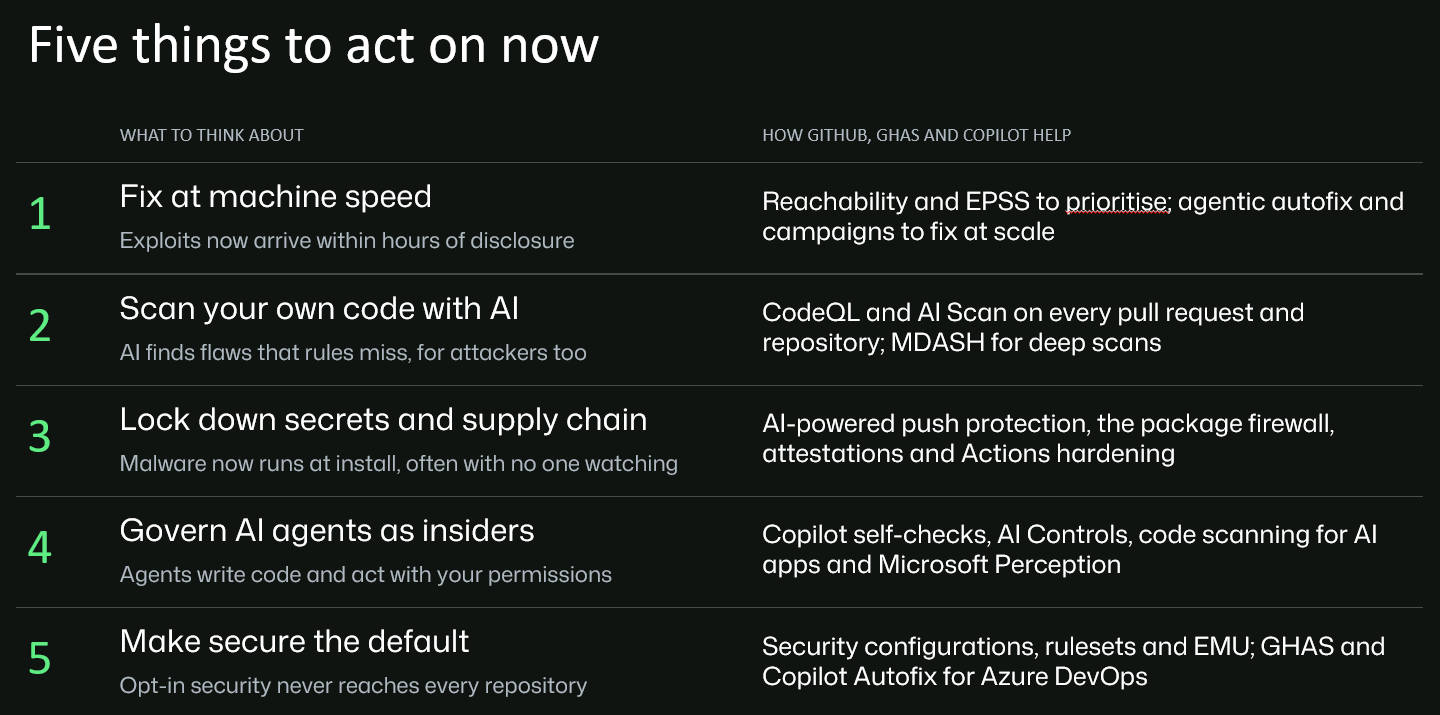 Five things to act on now
WHAT TO THINK ABOUT
HOW GITHUB, GHAS AND COPILOT HELP
1
Fix at machine speed
Exploits now arrive within hours of disclosure
Reachability and EPSS to prioritise; agentic autofix and
campaigns to fix at scale
2
Scan your own code with AI
AI finds flaws that rules miss, for attackers too
CodeQL and AI Scan on every pull request and
repository; MDASH for deep scans
3
Lock down secrets and supply chain
Malware now runs at install, often with no one watching
AI-powered push protection, the package firewall,
attestations and Actions hardening
4
Govern AI agents as insiders
Agents write code and act with your permissions
Copilot self-checks, AI Controls, code scanning for AI
apps and Microsoft Perception
5
Make secure the default
Opt-in security never reaches every repository
Security configurations, rulesets and EMU; GHAS and
Copilot Autofix for Azure DevOps